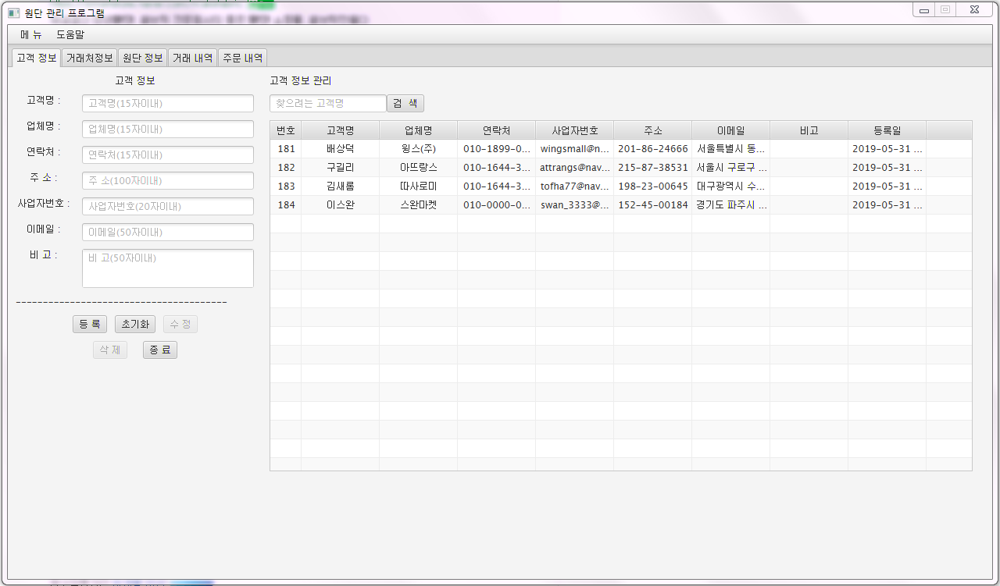 원단 관리 프로그램
메 뉴 도움말
고객 정보 거래처정보 원단 정보 거래 내역 주문 내역
고객 정보
고객명 : 고객명(15자이내)
업체명 : 업체명(15자이내)
연락처 : 연락처(15자이내)
주 소 : 주 소(100자이내)
사업자번호 : 사업자번호(20자이내)
이메일 : 이메일(50자이내)
비 고 : 비 고(50자이내)
---------------------------------------
등 록 초기화 수 정
삭 제 종 료
고객 정보 관리
찾으려는 고객명 검 색
번호 고객명 업체명 연락처 사업자번호 주소 이메일 비고 등록일
181 배상덕 윙스(주) 010-1899-0... wingsmall@n... 201-86-24666 서울특별시 동... 2019-05-31 ...
182 구길리 아뜨랑스 010-1644-3... attrangs@nav... 215-87-38531 서울시 구로구 ... 2019-05-31 ...
183 김새롬 따사로미 010-1644-3... tofha77@nav... 198-23-00645 대구광역시 수... 2019-05-31 ...
184 이스완 스완마켓 010-0000-0... swan_3333@... 152-45-00184 경기도 파주시 ... 2019-05-31 ...